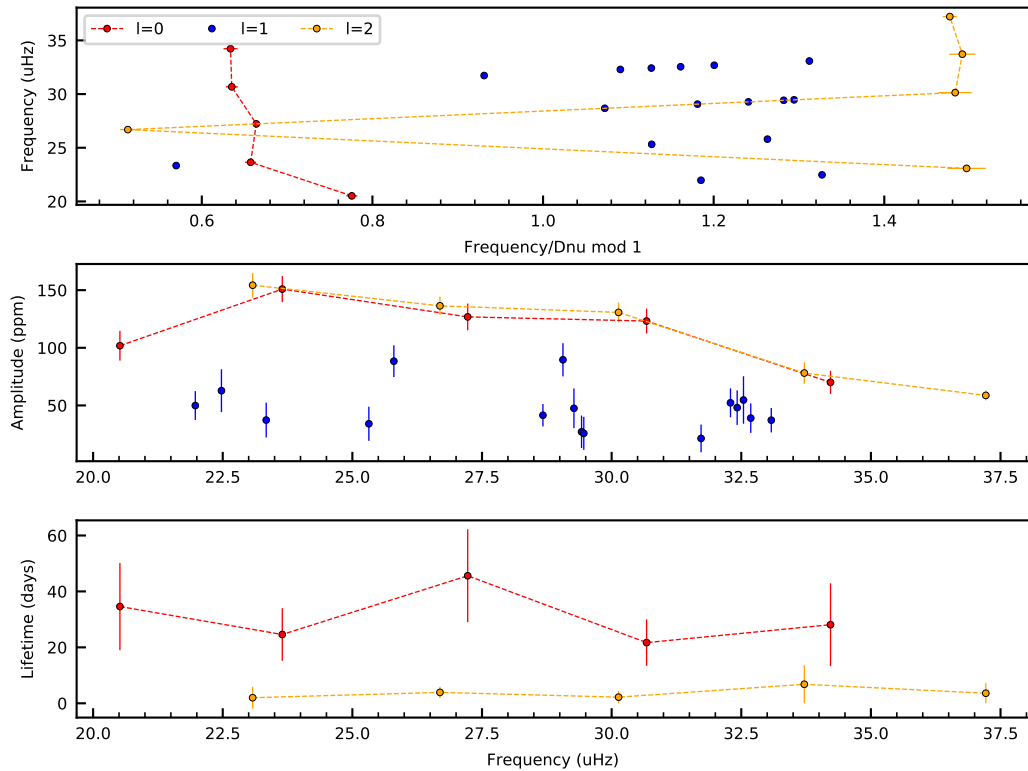 l=0 l=1 l=2
Frequency (uHz)
35
30
25
20
0.6 0.8 1.0 1.2 1.4
Frequency/Dnu mod 1
Amplitude (ppm)
150
100
50
20.0 22.5 25.0 27.5 30.0 32.5 35.0 37.5
Lifetime (days)
60
40
20
0
20.0 22.5 25.0 27.5 30.0 32.5 35.0 37.5
Frequency (uHz)